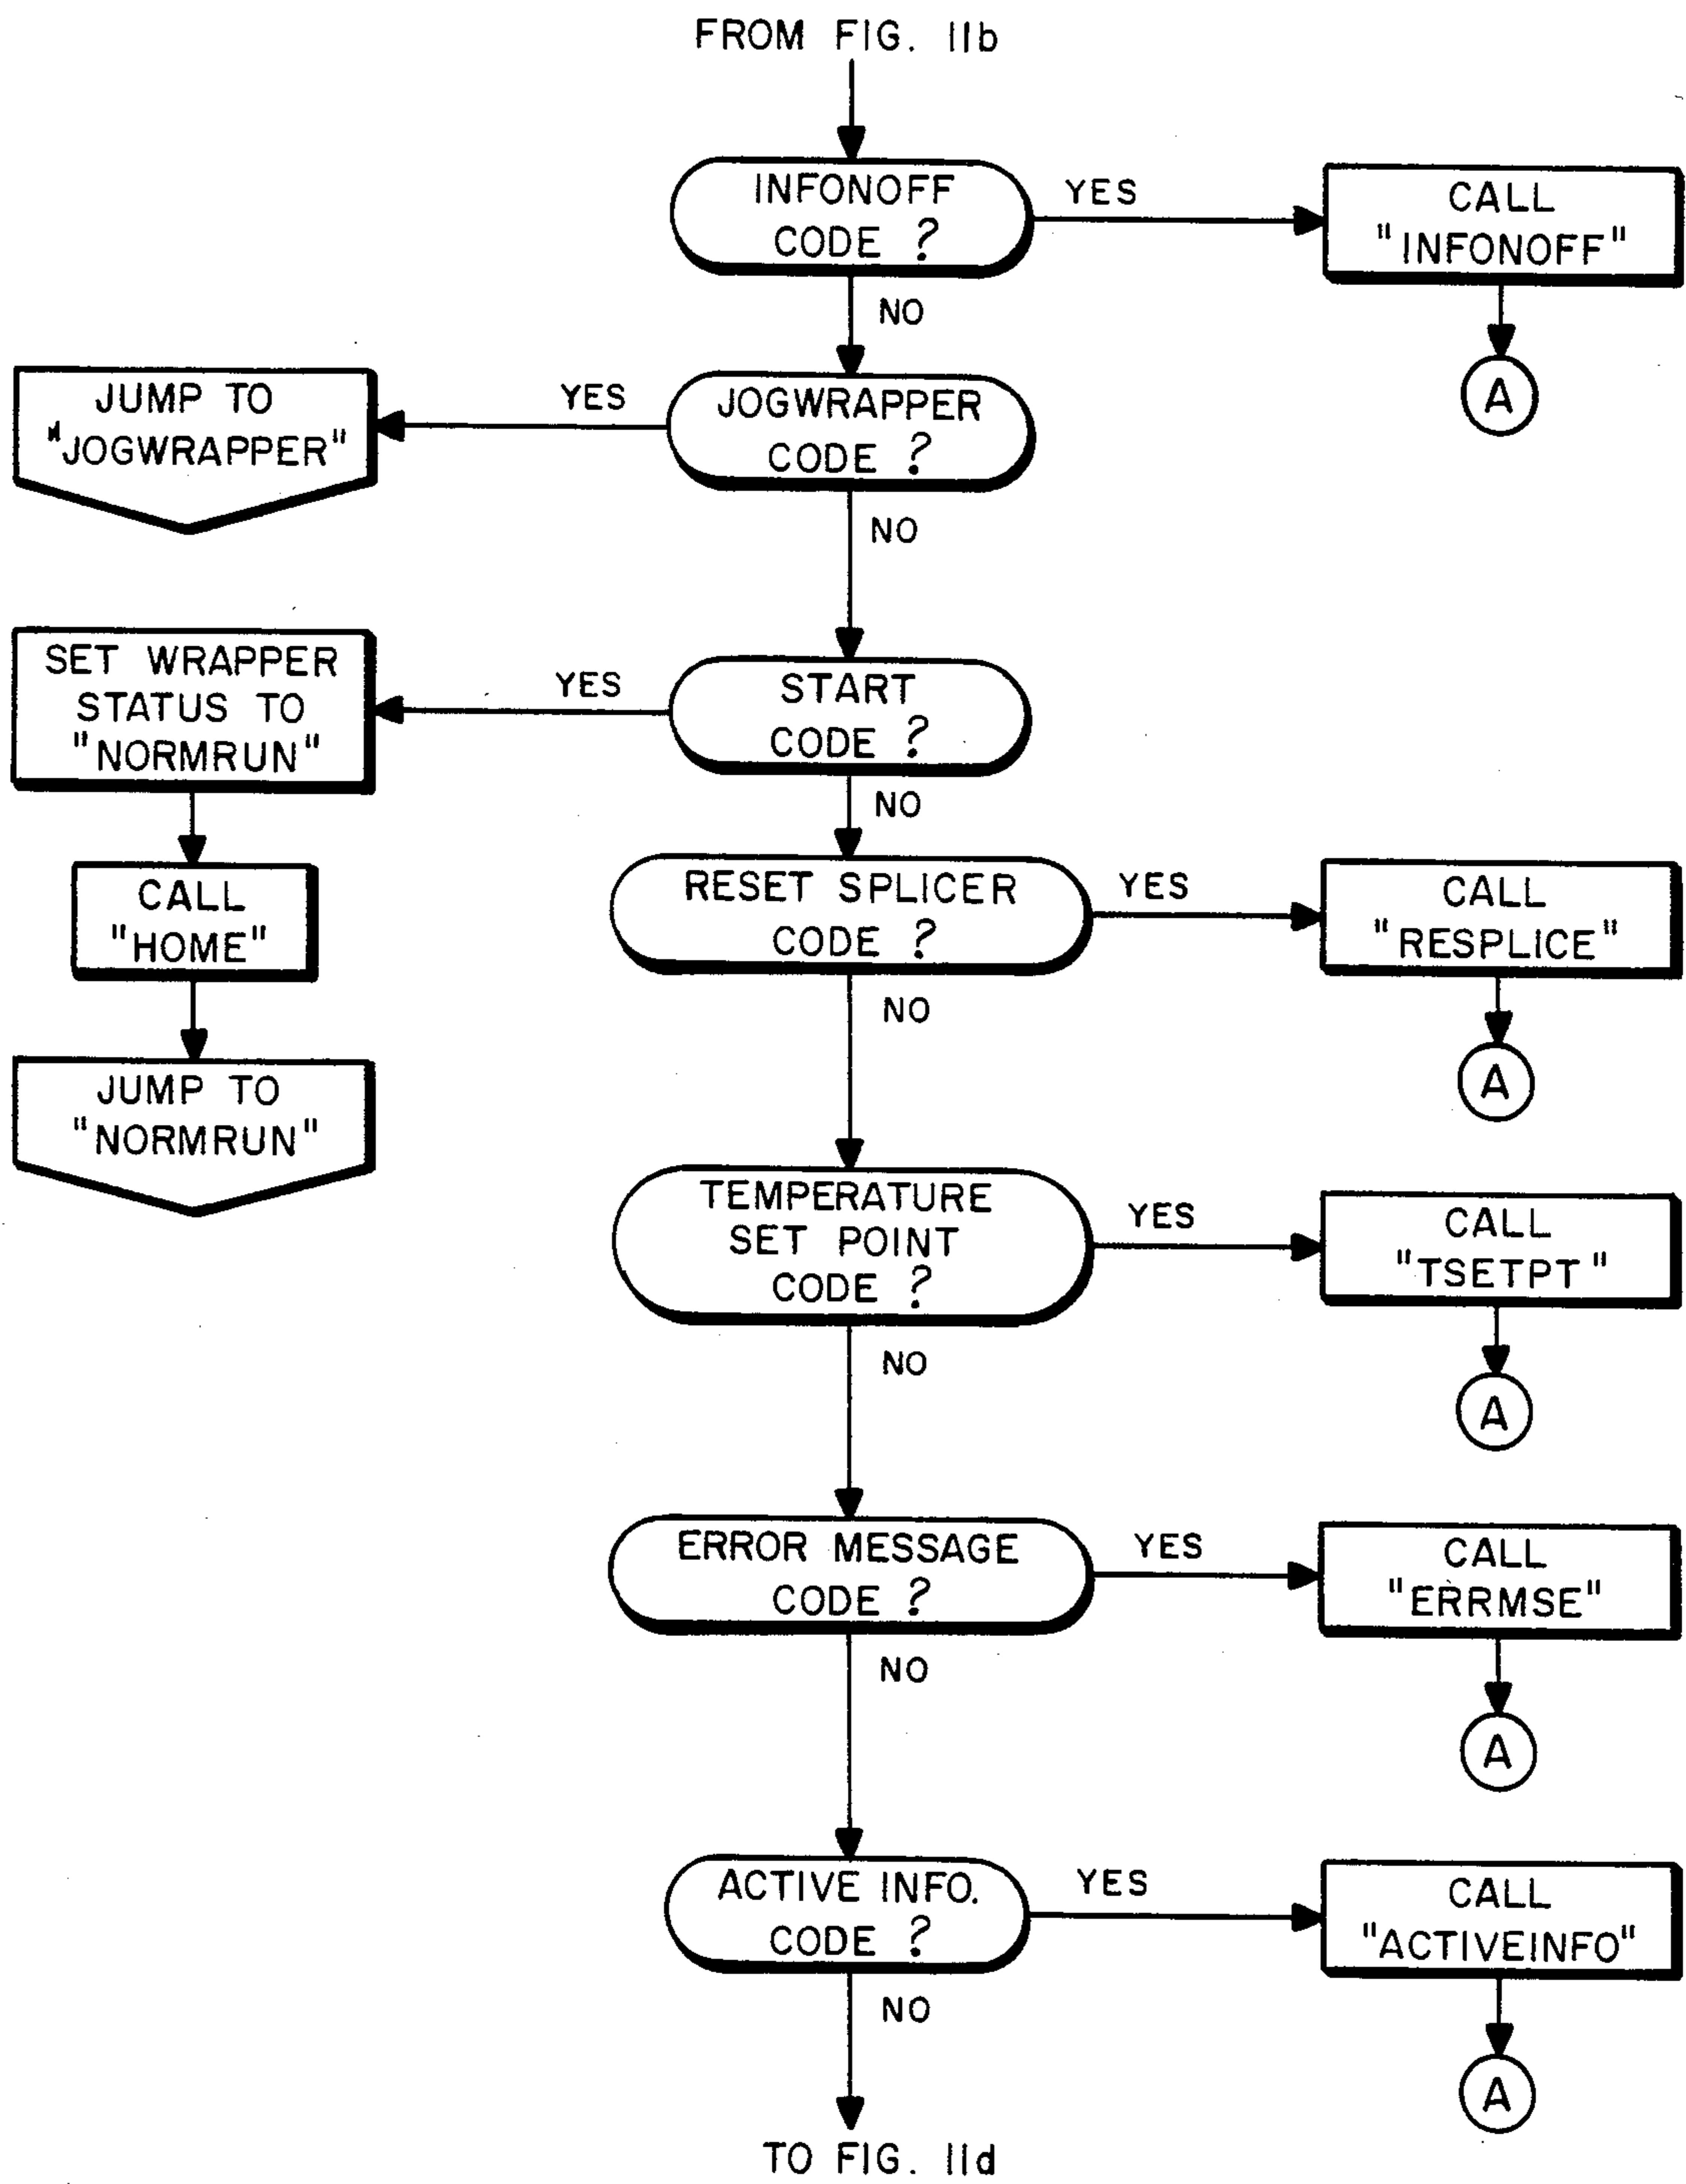 FROM FIG. 11b
INFONOFF
CODE ?
YES
CALL
"INFONOFF"
A
NO
JOGWRAPPER
CODE ?
YES
JUMP TO
"JOGWRAPPER"
NO
START
CODE ?
YES
SET WRAPPER
STATUS TO
"NORMRUN"
CALL
"HOME"
JUMP TO
"NORMRUN"
NO
RESET SPLICER
CODE ?
YES
CALL
"RESPLICE"
A
NO
TEMPERATURE
SET POINT
CODE ?
YES
CALL
"TSETPT"
A
NO
ERROR MESSAGE
CODE ?
YES
CALL
"ERRMSE"
A
NO
ACTIVE INFO.
CODE ?
YES
CALL
"ACTIVEINFO"
A
NO
TO FIG. 11d